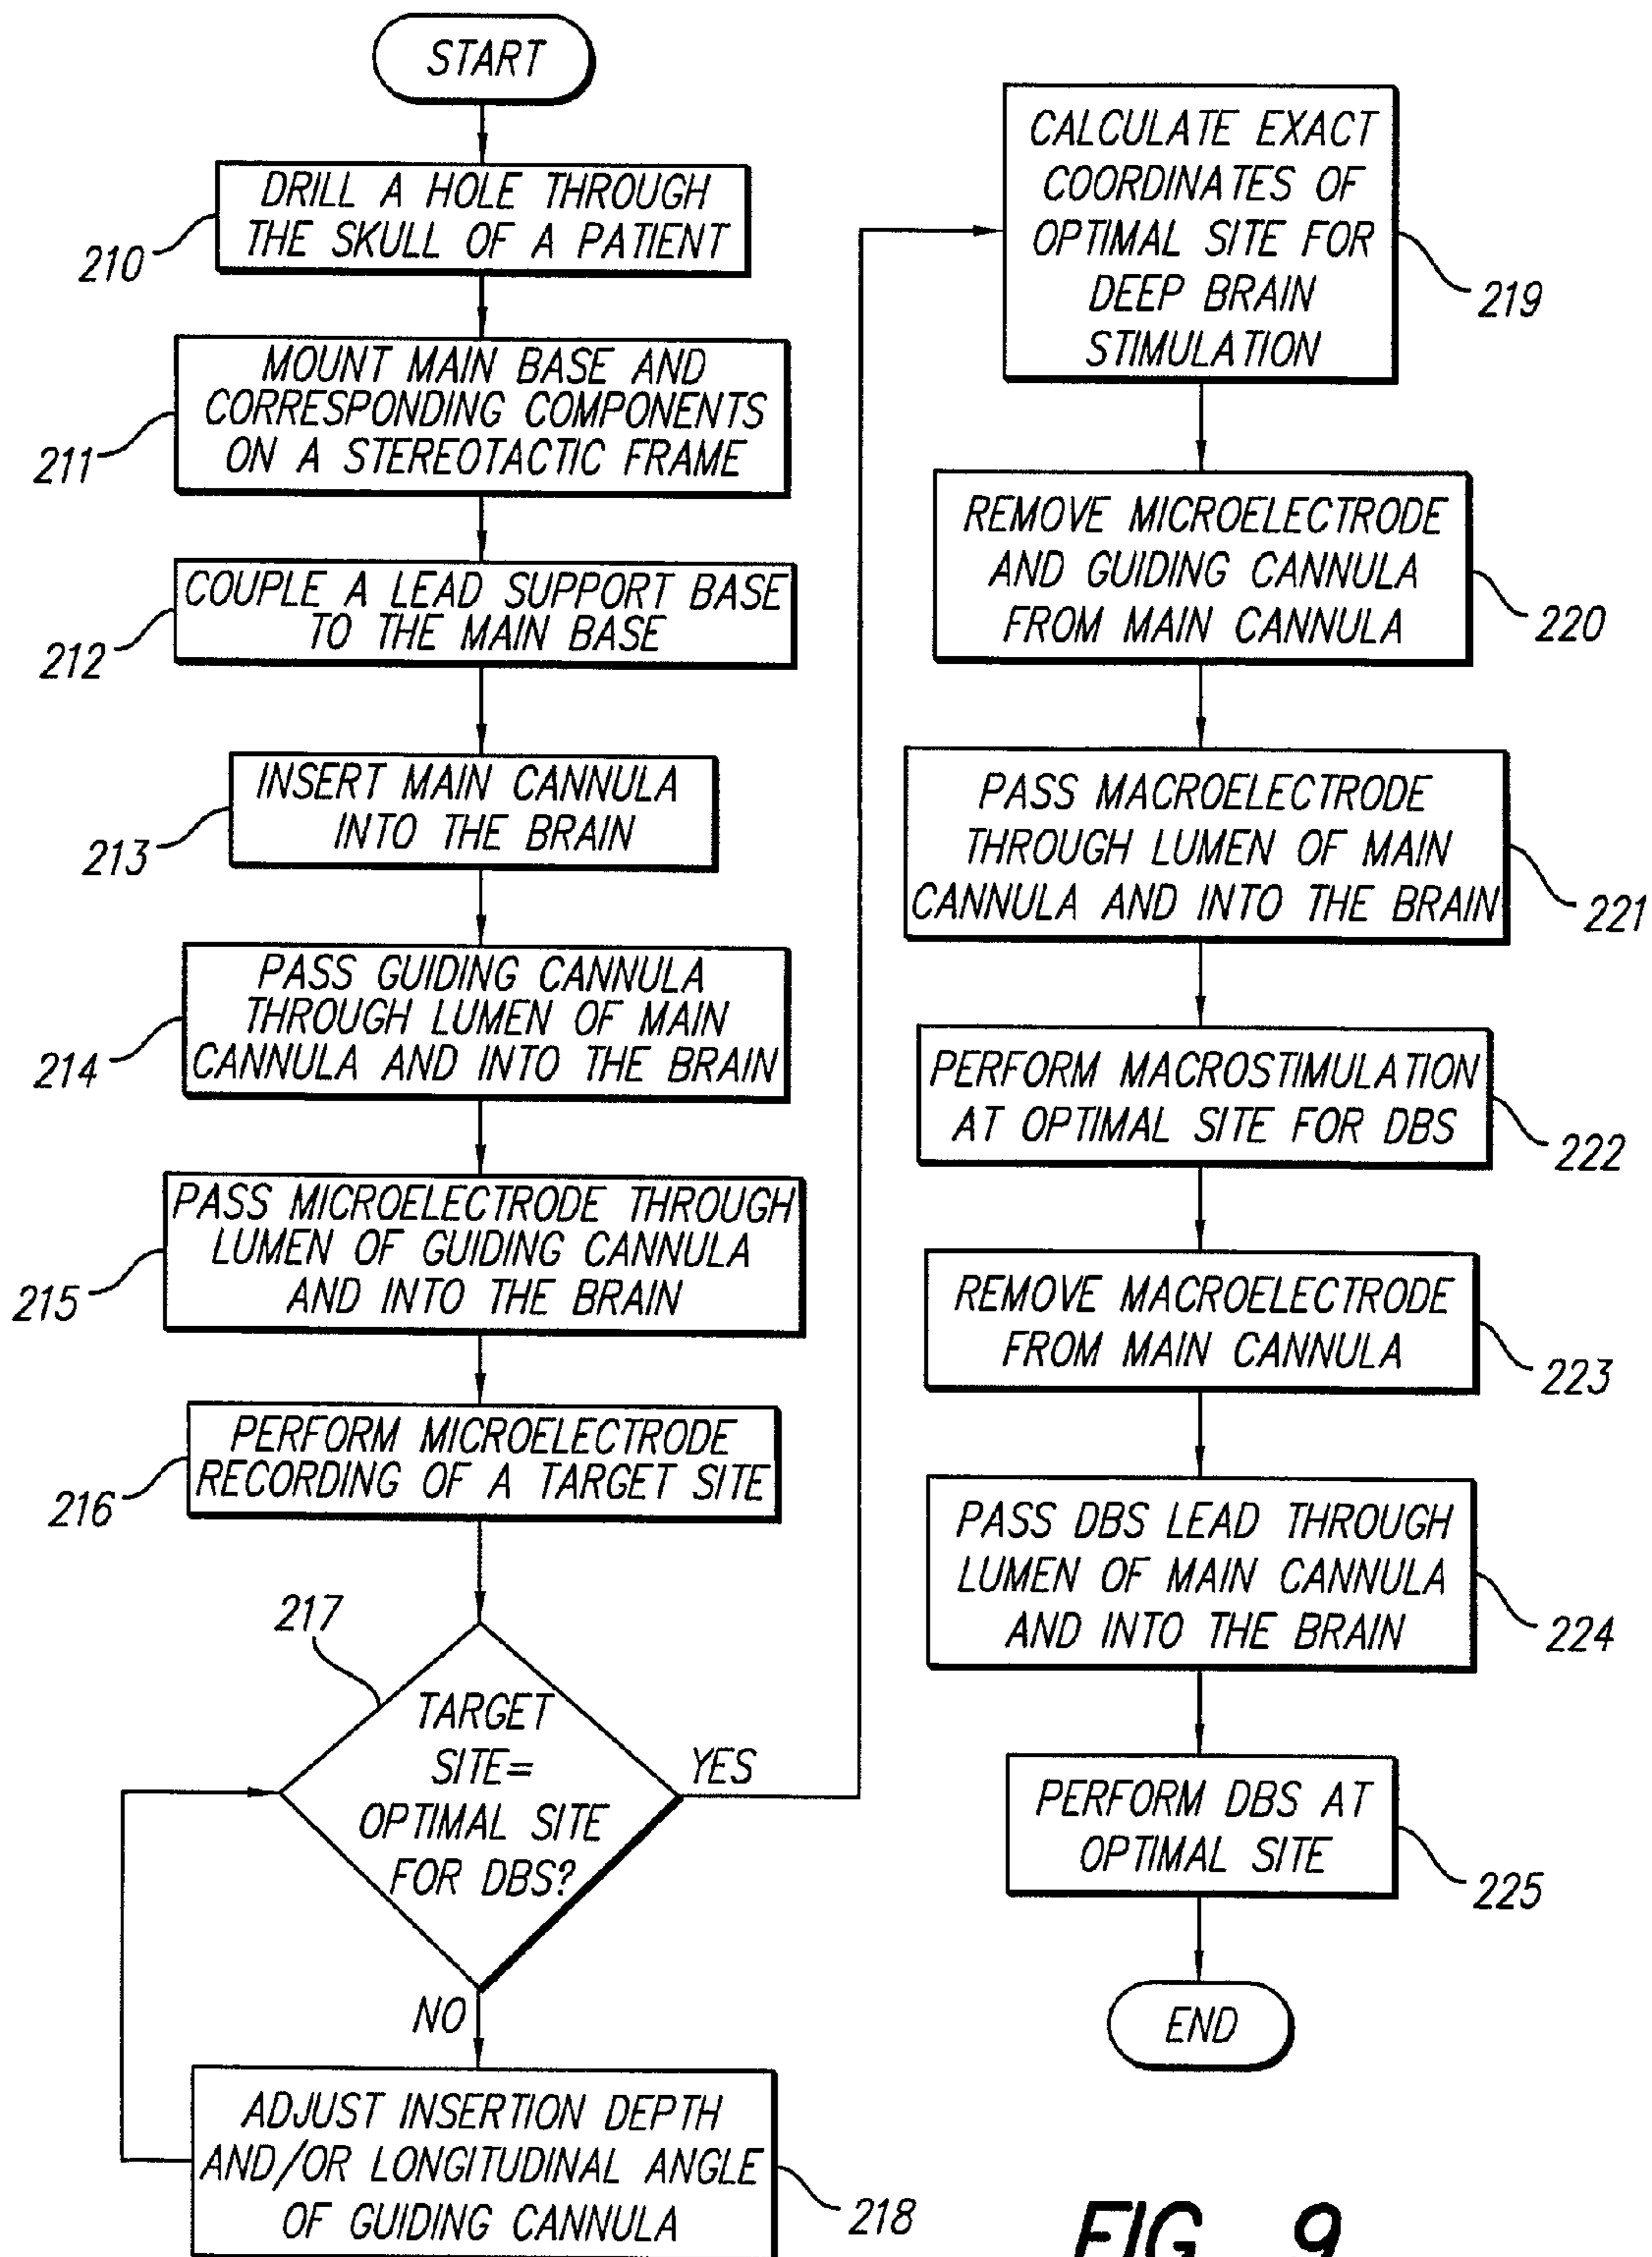 START
DRILL A HOLE THROUGH
THE SKULL OF A PATIENT
210
MOUNT MAIN BASE AND
CORRESPONDING COMPONENTS
ON A STEREOTACTIC FRAME
211
COUPLE A LEAD SUPPORT BASE
TO THE MAIN BASE
212
INSERT MAIN CANNULA
INTO THE BRAIN
213
PASS GUIDING CANNULA
THROUGH LUMEN OF MAIN
CANNULA AND INTO THE BRAIN
214
PASS MICROELECTRODE THROUGH
LUMEN OF GUIDING CANNULA
AND INTO THE BRAIN
215
PERFORM MICROELECTRODE
RECORDING OF A TARGET SITE
216
217
TARGET
SITE=
OPTIMAL SITE
FOR DBS?
YES
NO
ADJUST INSERTION DEPTH
AND/OR LONGITUDINAL ANGLE
OF GUIDING CANNULA
218
CALCULATE EXACT
COORDINATES OF
OPTIMAL SITE FOR
DEEP BRAIN
STIMULATION
219
REMOVE MICROELECTRODE
AND GUIDING CANNULA
FROM MAIN CANNULA
220
PASS MACROELECTRODE
THROUGH LUMEN OF MAIN
CANNULA AND INTO THE BRAIN
221
PERFORM MACROSTIMULATION
AT OPTIMAL SITE FOR DBS
222
REMOVE MACROELECTRODE
FROM MAIN CANNULA
223
PASS DBS LEAD THROUGH
LUMEN OF MAIN CANNULA
AND INTO THE BRAIN
224
PERFORM DBS AT
OPTIMAL SITE
225
END
FIG. 9